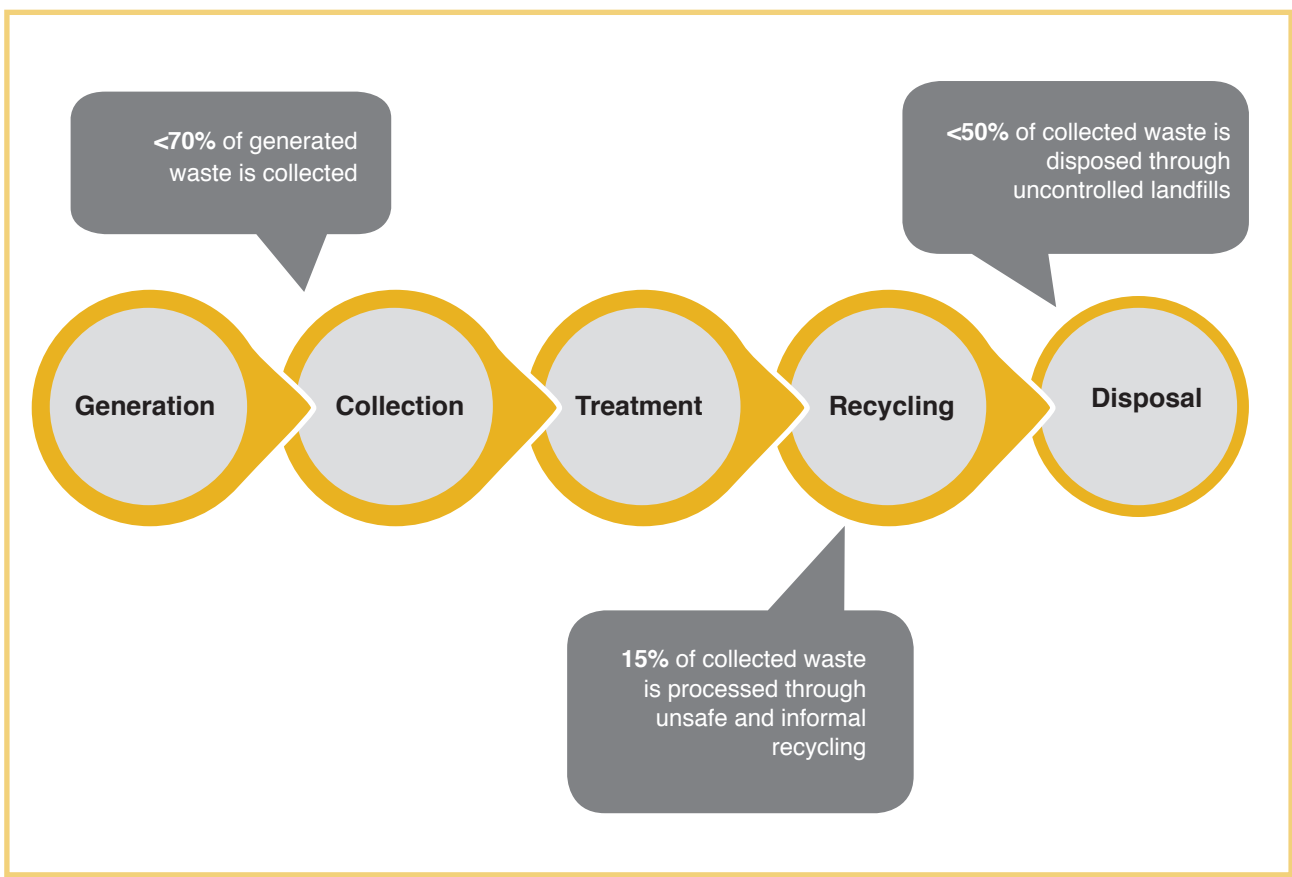 <70% of generated
waste is collected
<50% of collected waste is
disposed through
uncontrolled landfills
Generation
Collection
Treatment
Recycling
Disposal
15% of collected waste
is processed through
unsafe and informal
recycling